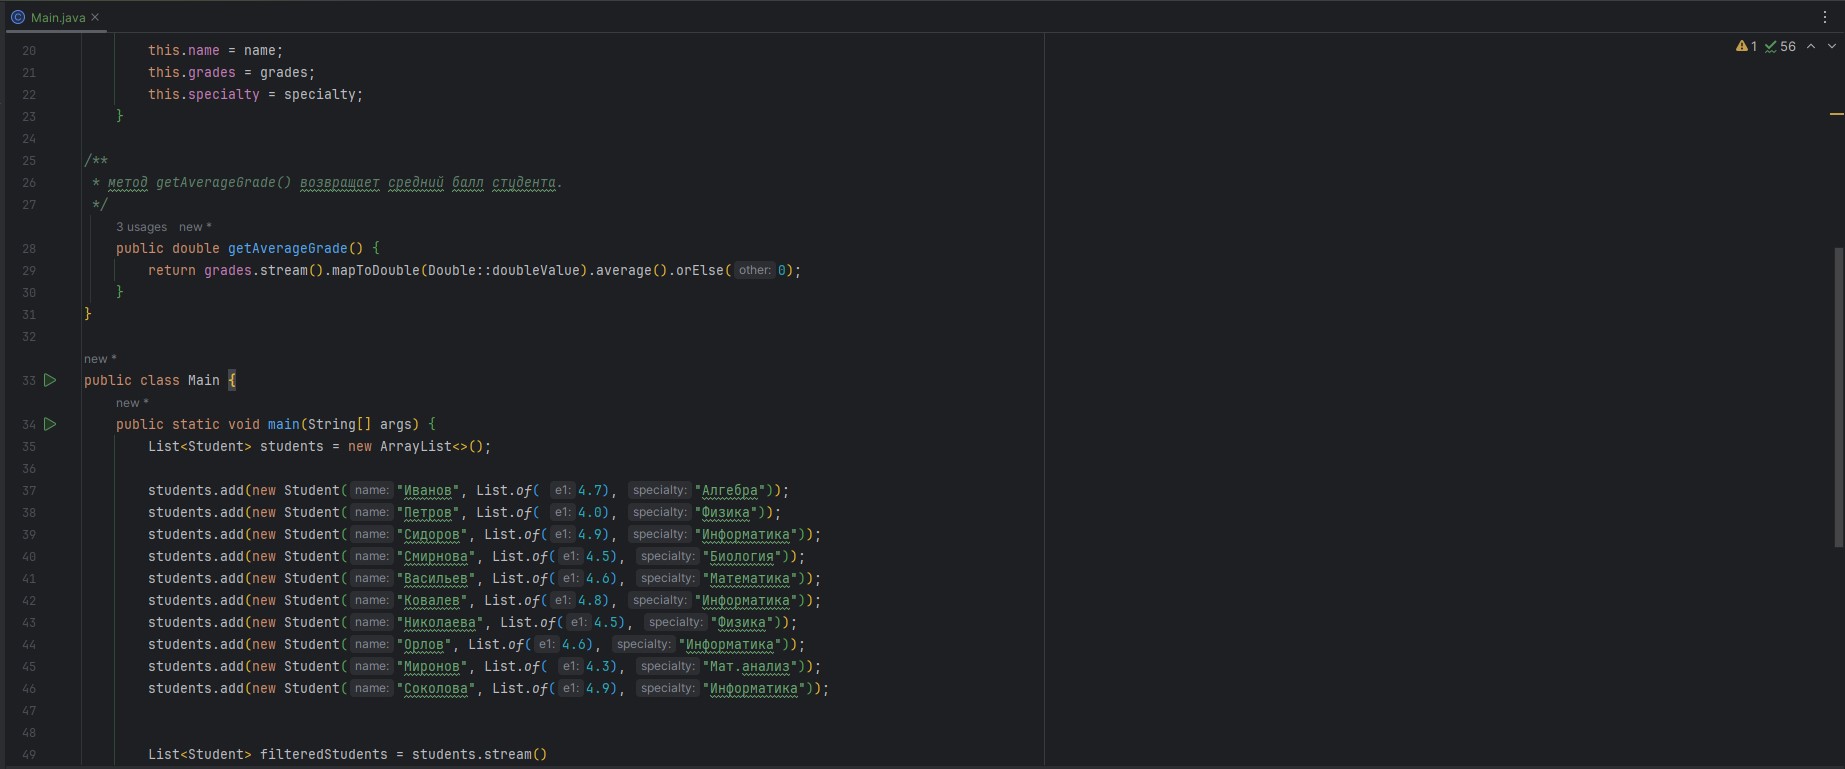 Main.java
1 56
20 this.name = name;
21 this.grades = grades;
22 this.specialty = specialty;
23 }
24
25 /**
26 * метод getAverageGrade() возвращает средний балл студента.
27 */
3 usages new *
28 public double getAverageGrade() {
29 return grades.stream().mapToDouble(Double::doubleValue).average().orElse( other: 0);
30 }
31 }
32
new *
33 public class Main {
new *
34 public static void main(String[] args) {
35 List<Student> students = new ArrayList<>();
36
37 students.add(new Student( name: "Иванов", List.of( e1: 4.7), specialty: "Алгебра"));
38 students.add(new Student( name: "Петров", List.of( e1: 4.0), specialty: "Физика"));
39 students.add(new Student( name: "Сидоров", List.of( e1: 4.9), specialty: "Информатика"));
40 students.add(new Student( name: "Смирнова", List.of( e1: 4.5), specialty: "Биология"));
41 students.add(new Student( name: "Васильев", List.of( e1: 4.6), specialty: "Математика"));
42 students.add(new Student( name: "Ковалев", List.of( e1: 4.8), specialty: "Информатика"));
43 students.add(new Student( name: "Николаева", List.of( e1: 4.5), specialty: "Физика"));
44 students.add(new Student( name: "Орлов", List.of( e1: 4.6), specialty: "Информатика"));
45 students.add(new Student( name: "Миронов", List.of( e1: 4.3), specialty: "Мат.анализ"));
46 students.add(new Student( name: "Соколова", List.of( e1: 4.9), specialty: "Информатика"));
47
48
49 List<Student> filteredStudents = students.stream()